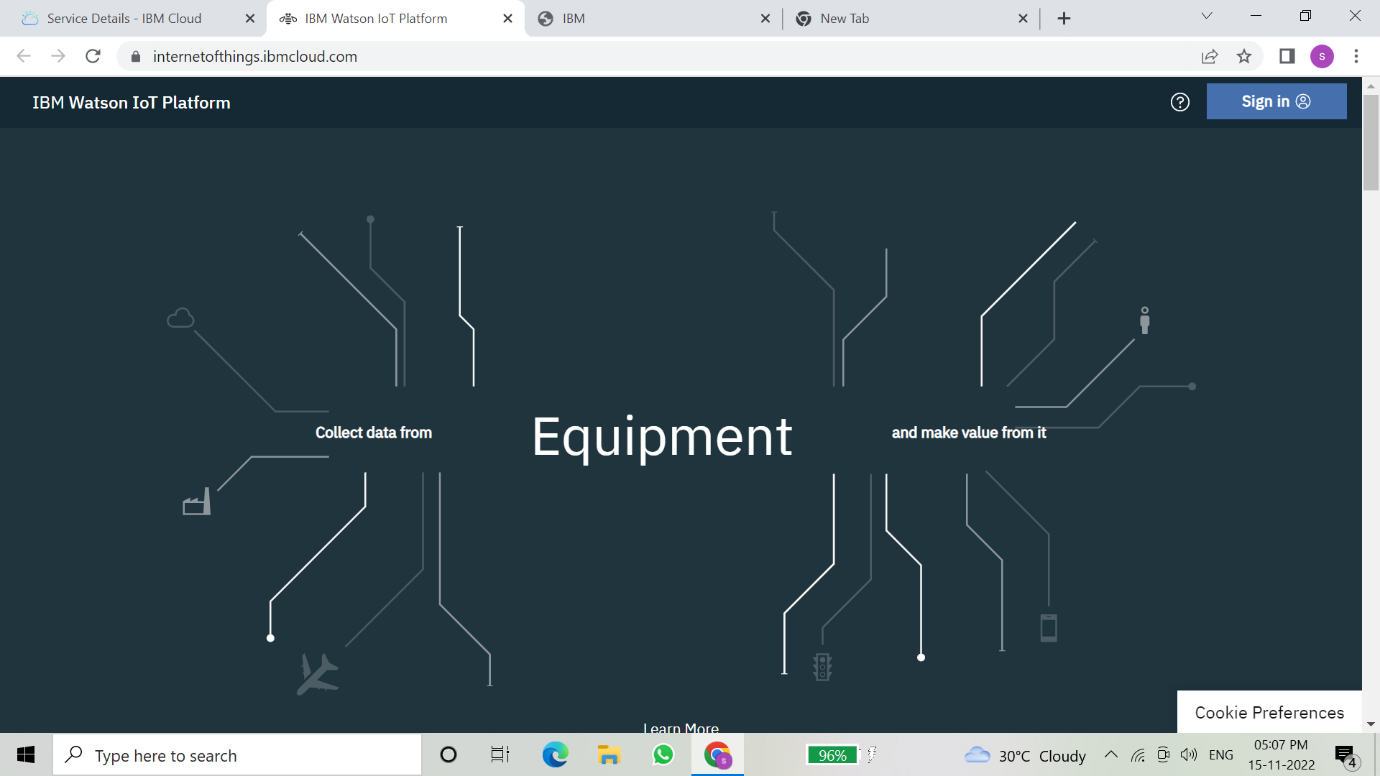 Service Details - IBM Cloud
IBM Watson IoT Platform
IBM
New Tab
internetofthings.ibmcloud.com
s
IBM Watson IoT Platform
Sign in
Collect data from
Equipment
and make value from it
Learn More
Cookie Preferences
Type here to search
s
96%
30°C Cloudy
ENG
05:07 PM
15-11-2022
4